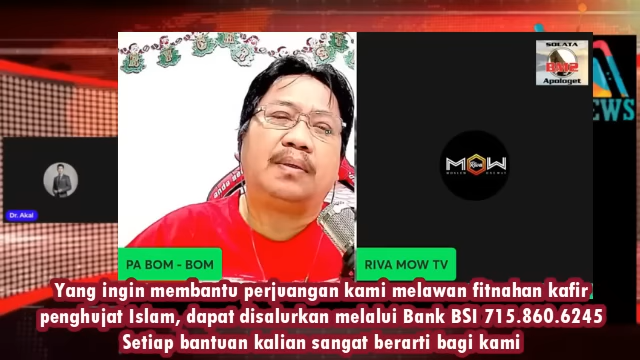 SOLATA
Apologet
NEWS
MOW
Dr. Akal
PA BOM - BOM
RIVA MOW TV
Yang ingin membantu perjuangan kami melawan fitnahan kafir
penghujat Islam, dapat disalurkan melalui Bank BSI 715.860.6245
Setiap bantuan kalian sangat berarti bagi kami